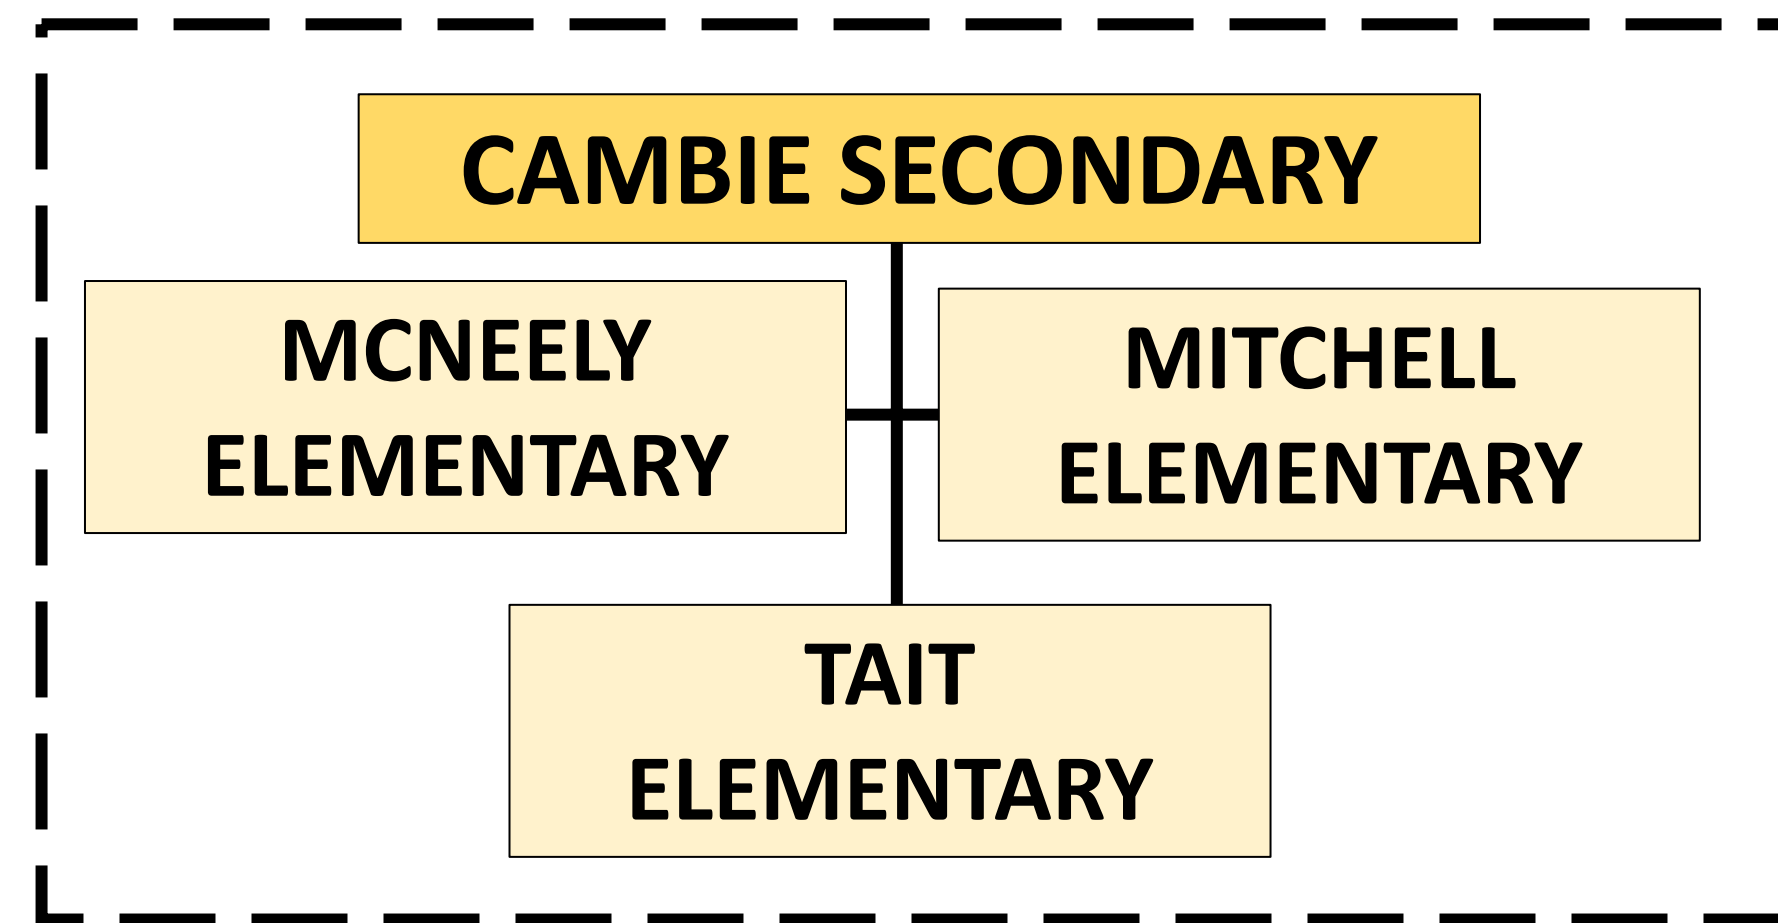 CAMBIE SECONDARY
MCNEELY
ELEMENTARY
MITCHELL
ELEMENTARY
TAIT
ELEMENTARY